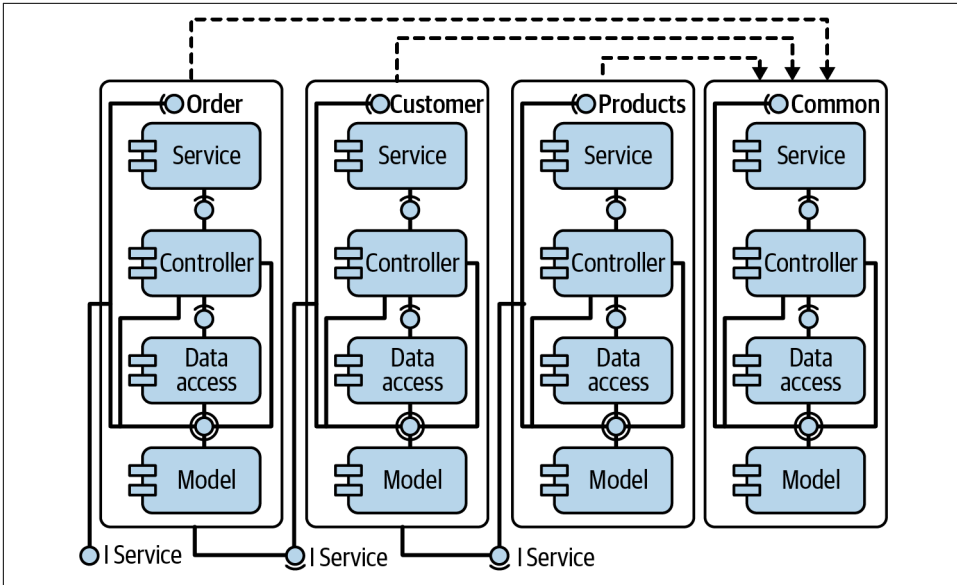 Order
Customer
Products
Common
Service
Service
Service
Service
Controller
Controller
Controller
Controller
Data
access
Data
access
Data
access
Data
access
Model
Model
Model
Model
I Service
I Service
I Service